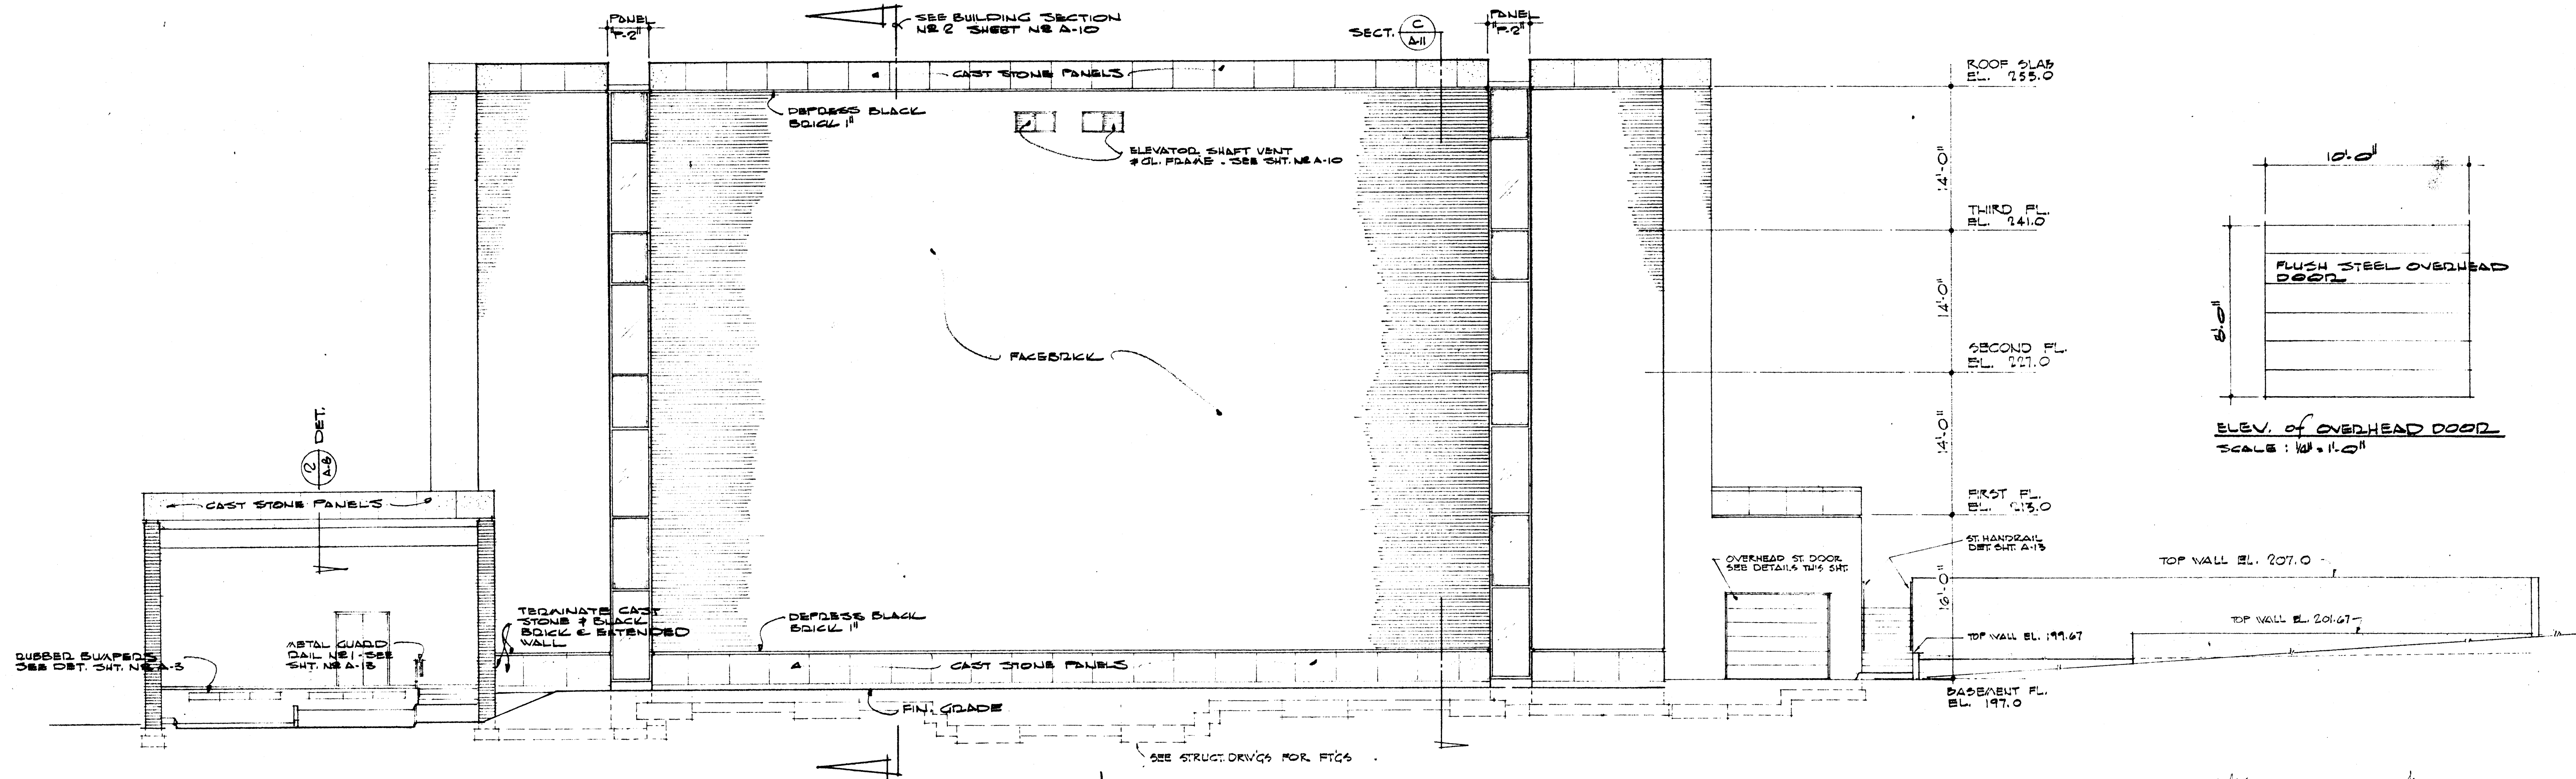 PANEL
"P-2"
SEE BUILDING SECTION
Nº 2 SHEET Nº A-10
SECT.
C
A-11
PANEL
"P-2"
CAST STONE PANELS
DEPRESS BLACK
BRICK 1"
ELEVATOR SHAFT VENT
& GL. FRAME - SEE SHT. Nº A-10
ROOF SLAB
EL. 255.0
14'-0"
THIRD FL.
EL. 241.0
14'-0"
SECOND FL.
EL. 227.0
14'-0"
FIRST FL.
EL. 213.0
16'-0"
BASEMENT FL.
EL. 197.0
10'-0"
8'-0"
FLUSH STEEL OVERHEAD
DOOR
ELEV. of OVERHEAD DOOR
SCALE : 1/4" = 1'-0"
FACEBRICK
2
A-8
DET.
CAST STONE PANELS
TERMINATE CAST
STONE & BLACK
BRICK @ EXTENDED
WALL
METAL GUARD
RAIL Nº 1 - SEE
SHT. Nº A-13
RUBBER BUMPERS
SEE DET. SHT. Nº A-3
DEPRESS BLACK
BRICK 1"
CAST STONE PANELS
FIN. GRADE
SEE STRUCT. DRW'GS FOR FT'GS
OVERHEAD ST. DOOR
SEE DETAILS THIS SHT.
ST. HANDRAIL
DET. SHT. A-13
TOP WALL EL. 207.0
TOP WALL EL. 201.67
TOP WALL EL. 199.67